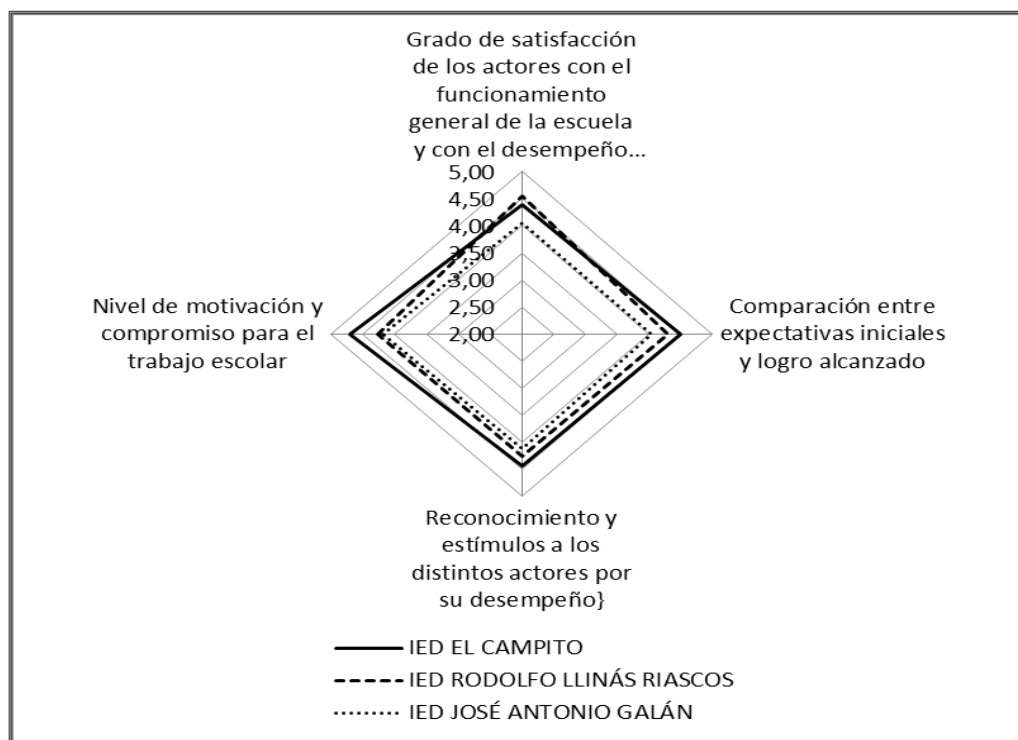 Grado de satisfacción
de los actores con el
funcionamiento
general de la escuela
y con el desempeño...
5,00
4,50
4,00
3,50
3,00
2,50
2,00
Nivel de motivación y
compromiso para el
trabajo escolar
Comparación entre
expectativas iniciales
y logro alcanzado
Reconocimiento y
estímulos a los
distintos actores por
su desempeño}
IED EL CAMPITO
IED RODOLFO LLINÁS RIASCOS
IED JOSÉ ANTONIO GALÁN